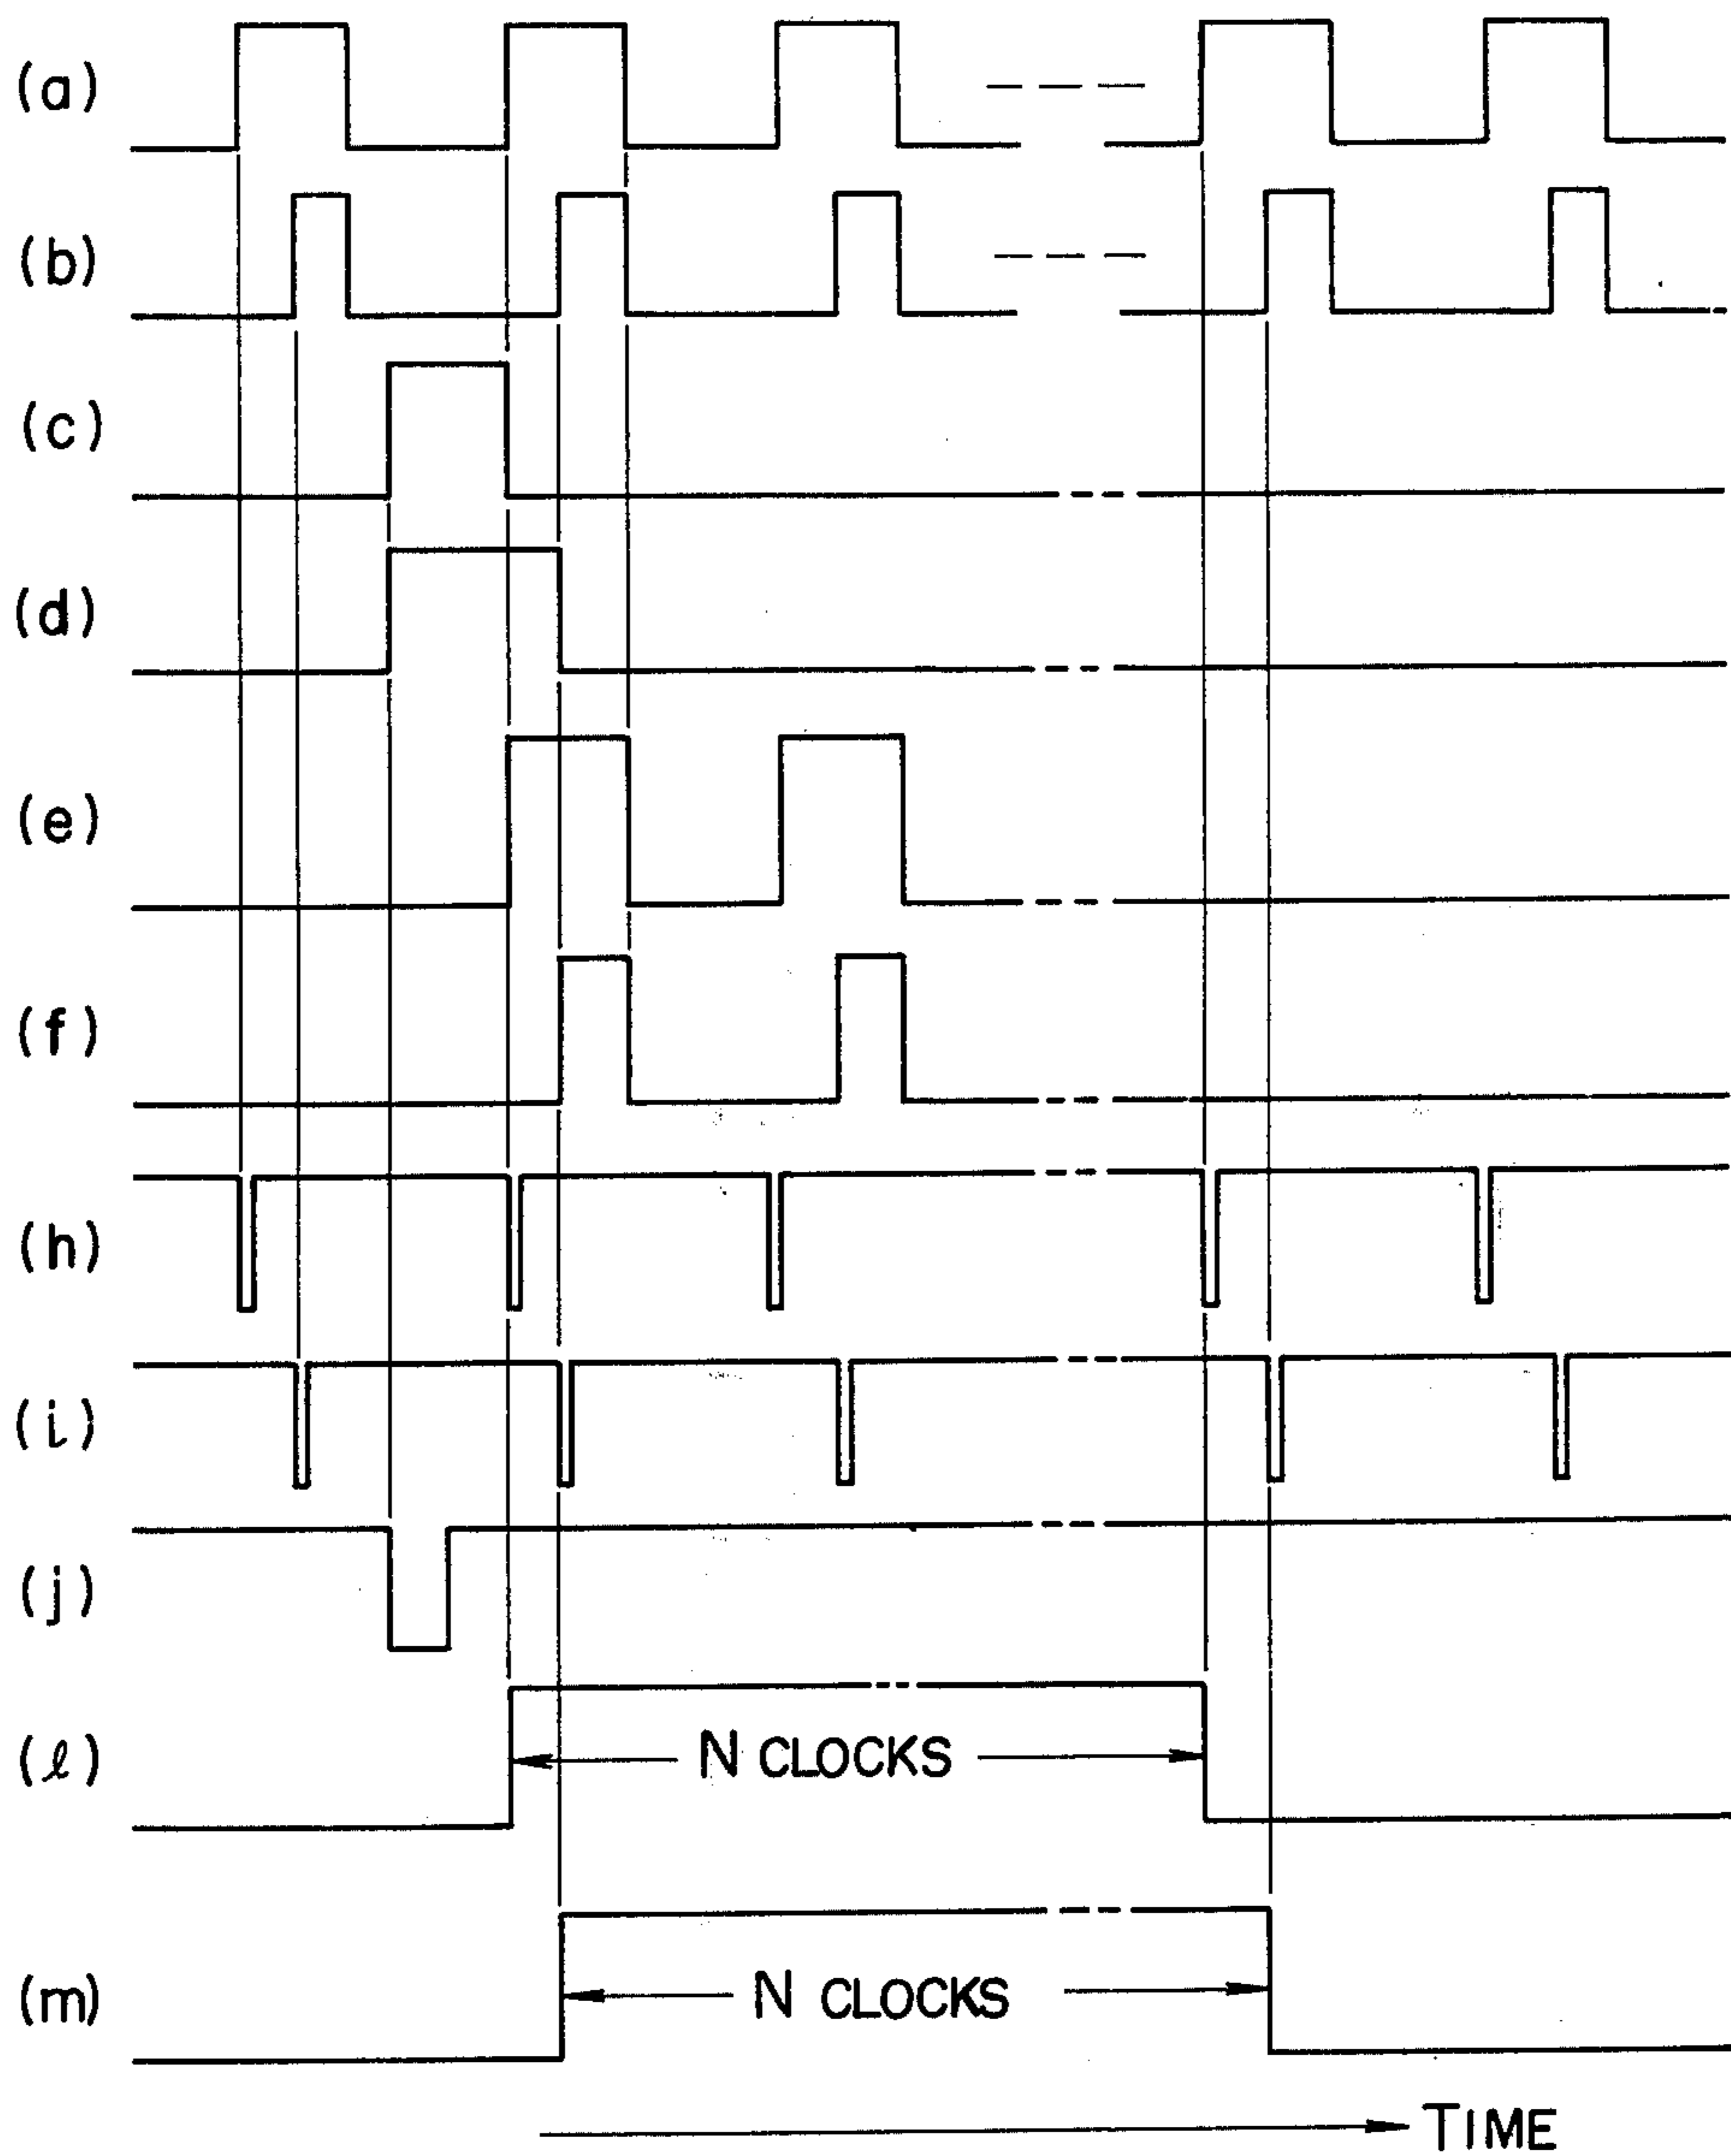 (a)
(b)
(c)
(d)
(e)
(f)
(h)
(i)
(j)
(ℓ)
N CLOCKS
(m)
N CLOCKS
TIME